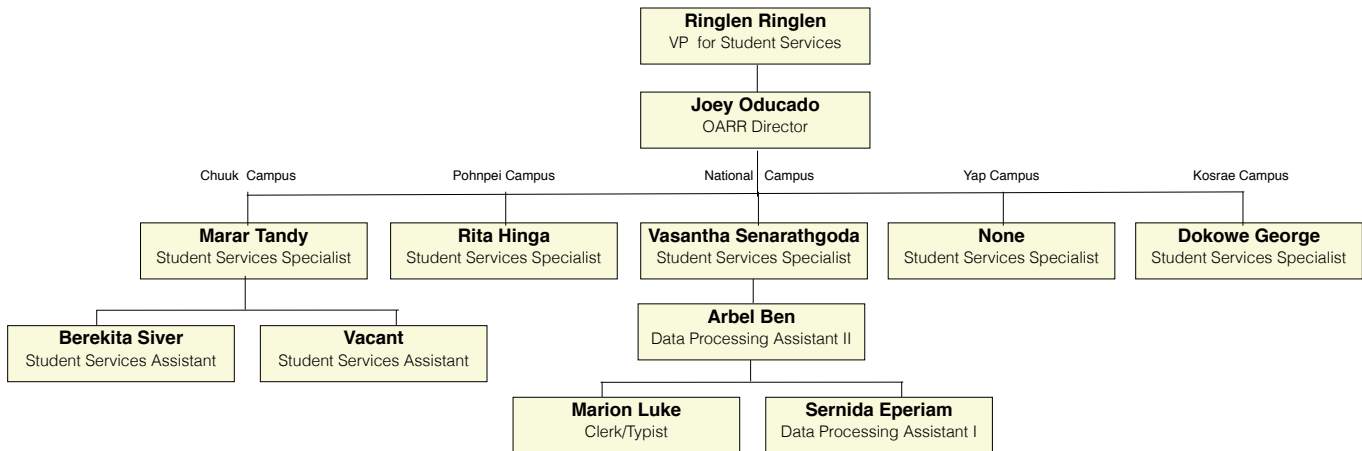 Ringlen Ringlen
VP for Student Services
Joey Oducado
OARR Director
Chuuk Campus
Pohnpei Campus
National Campus
Yap Campus
Kosrae Campus
Marar Tandy
Student Services Specialist
Rita Hinga
Student Services Specialist
Vasantha Senarathgoda
Student Services Specialist
None
Student Services Specialist
Dokowe George
Student Services Specialist
Berekita Siver
Student Services Assistant
Vacant
Student Services Assistant
Arbel Ben
Data Processing Assistant II
Marion Luke
Clerk/Typist
Sernida Eperiam
Data Processing Assistant I